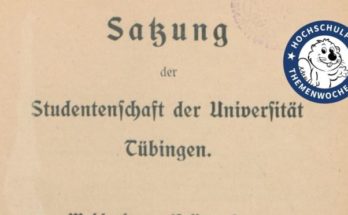 Satzung
der
Studentenſchaft der Univerſität
Tübingen.
HOCHSCHUL
THEMENWOCHE